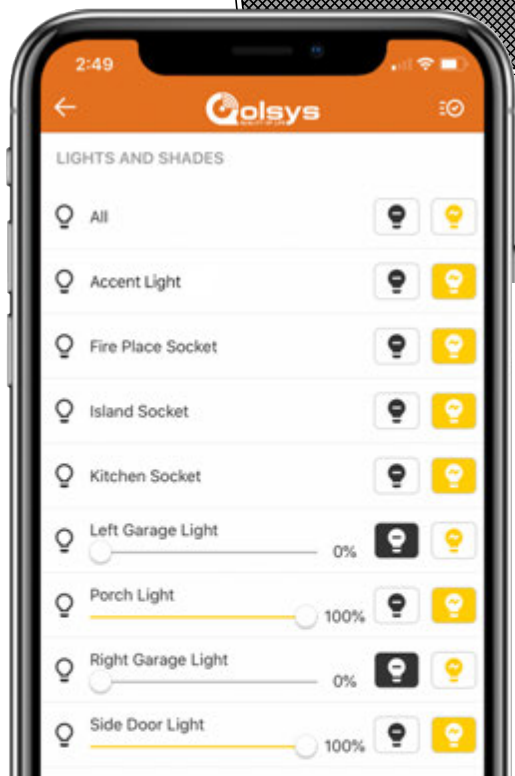 2:49
Qolsys
LIGHTS AND SHADES
All
Accent Light
Fire Place Socket
Island Socket
Kitchen Socket
Left Garage Light
0%
Porch Light
100%
Right Garage Light
0%
Side Door Light
100%